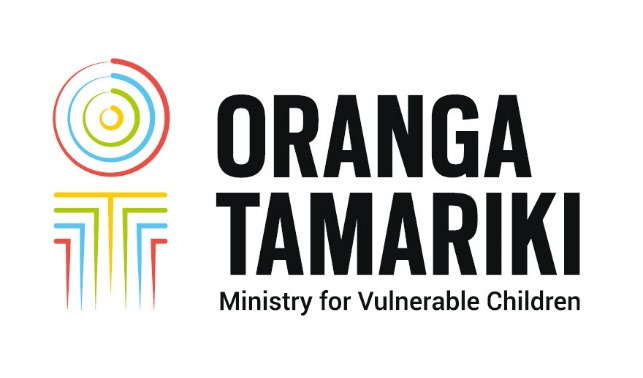 ORANGA
TAMARIKI
Ministry for Vulnerable Children